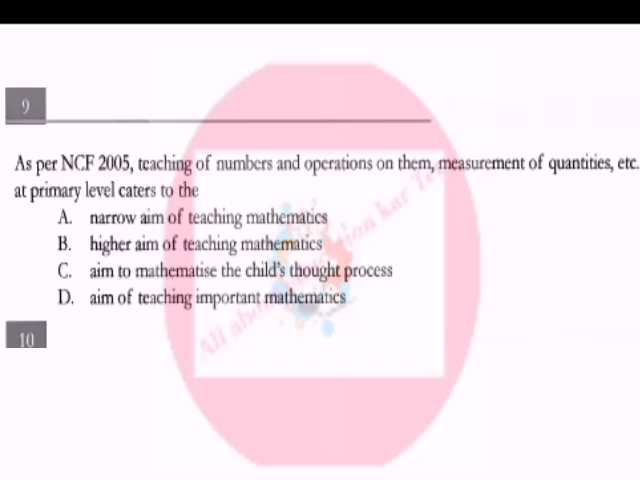 9
As per NCF 2005, teaching of numbers and operations on them, measurement of quantities, etc.
at primary level caters to the
A. narrow aim of teaching mathematics
B. higher aim of teaching mathematics
C. aim to mathematise the child's thought process
D. aim of teaching important mathematics
10